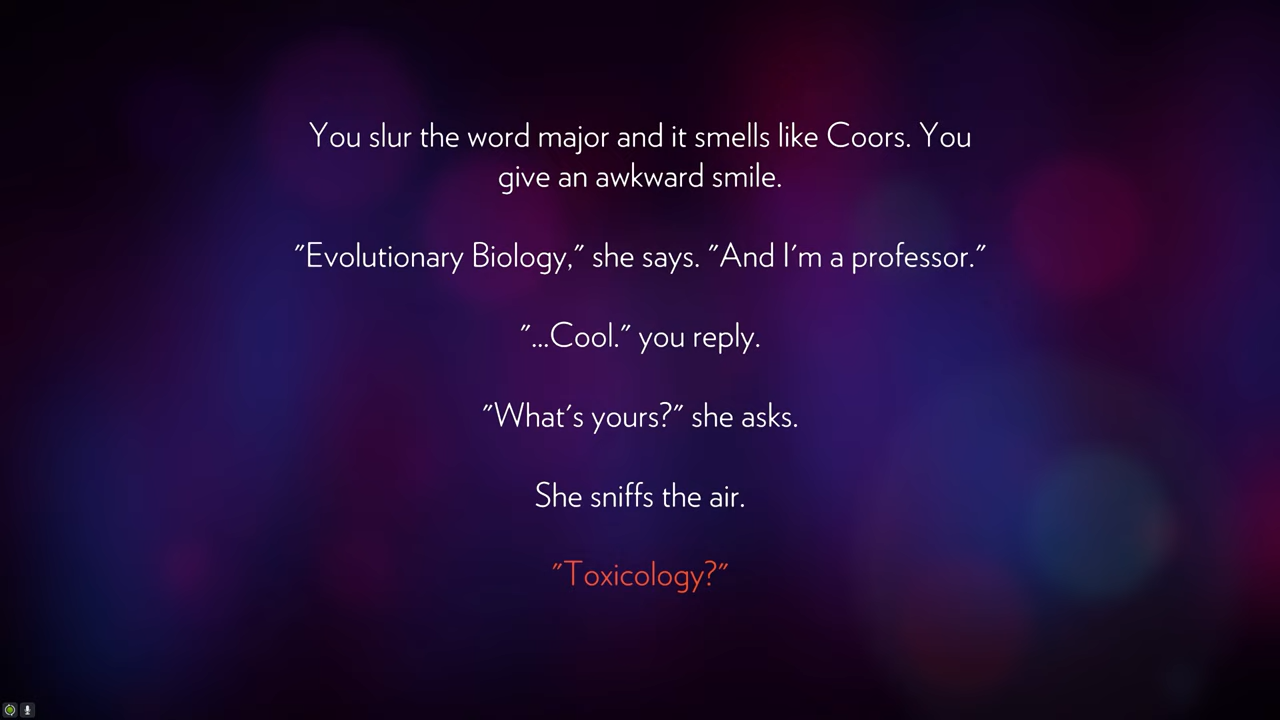 You slur the word major and it smells like Coors. You
give an awkward smile.
"Evolutionary Biology," she says. "And I'm a professor."
"...Cool." you reply.
"What's yours?" she asks.
She sniffs the air.
"Toxicology?"